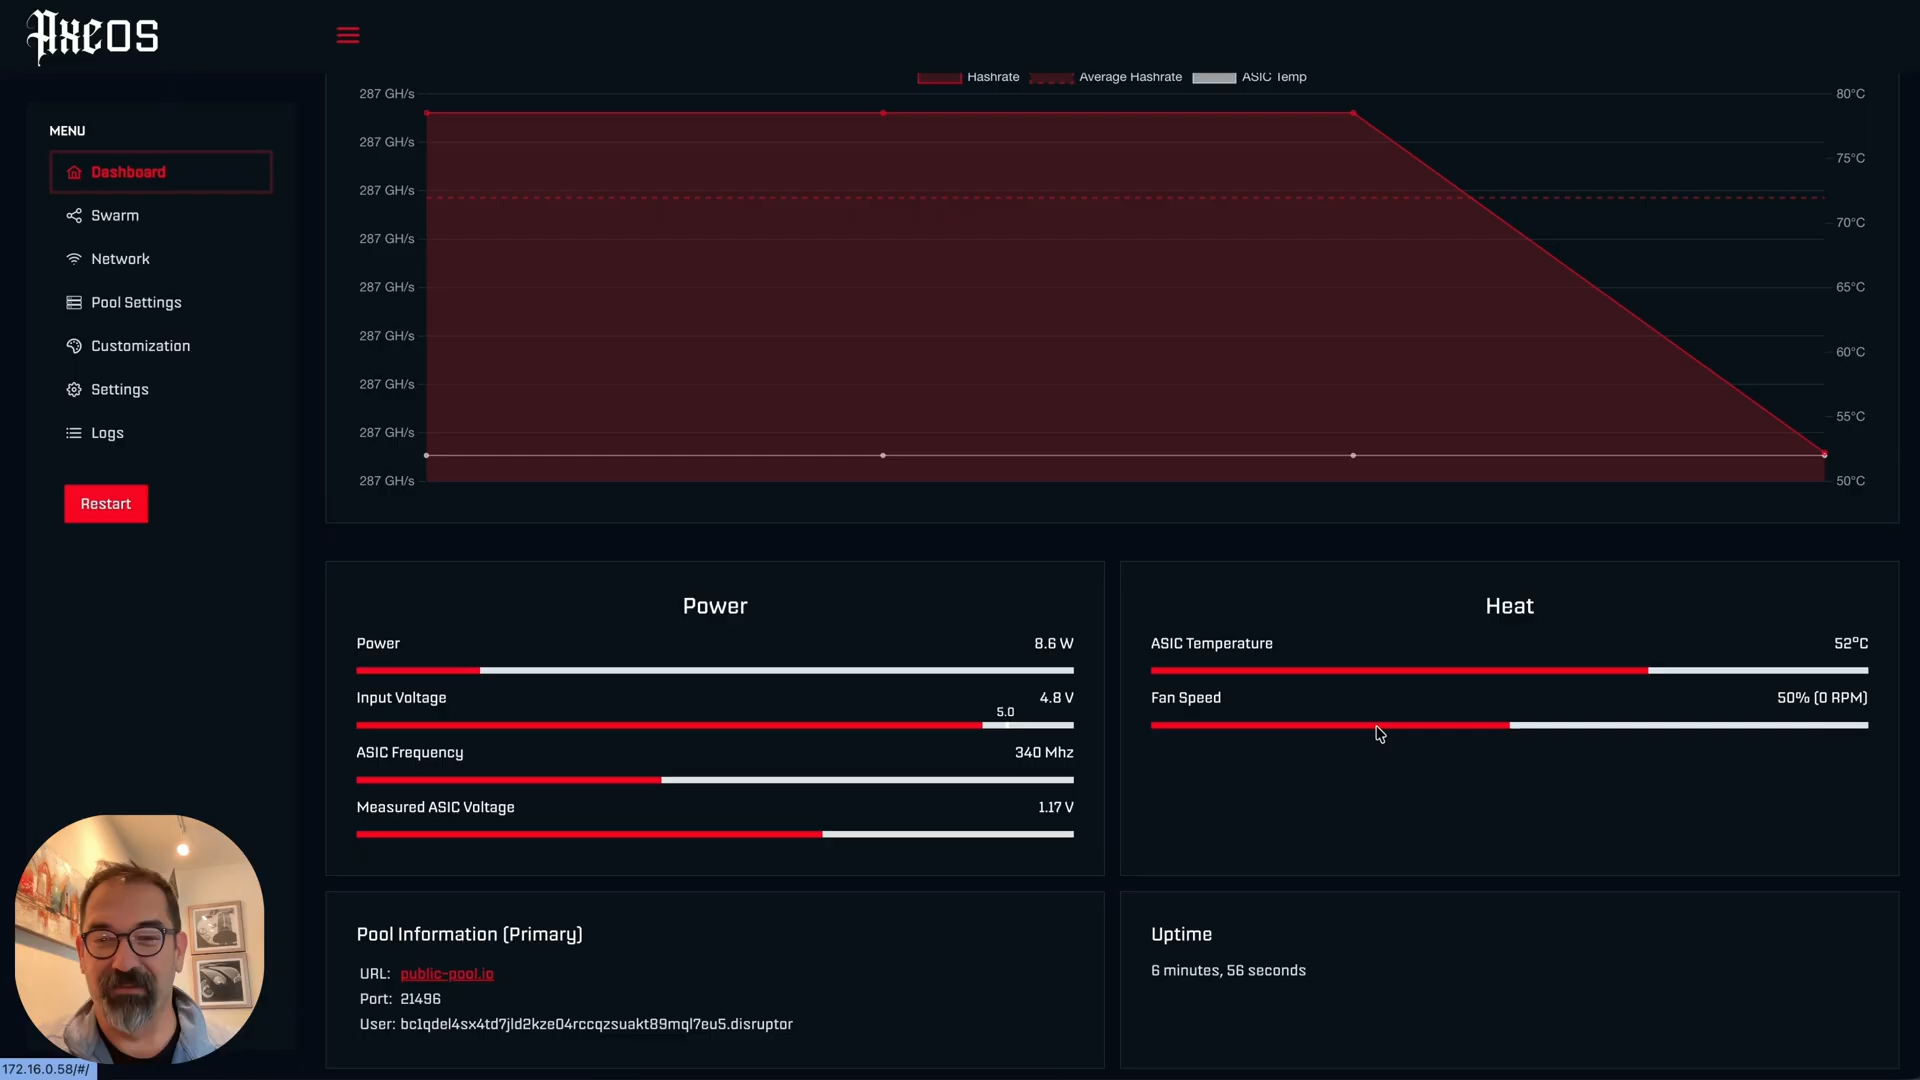 AxeOS
MENU
Dashboard
Swarm
Network
Pool Settings
Customization
Settings
Logs
Restart
Hashrate Average Hashrate ASIC Temp
287 GH/s 80°C
287 GH/s
75°C
287 GH/s
70°C
287 GH/s
287 GH/s 65°C
287 GH/s
60°C
287 GH/s
55°C
287 GH/s
287 GH/s 50°C
Power
Power 8.6 W
Input Voltage 4.8 V
5.0
ASIC Frequency 340 Mhz
Measured ASIC Voltage 1.17 V
Heat
ASIC Temperature 52°C
Fan Speed 50% (0 RPM)
Pool Information (Primary)
URL: public-pool.io
Port: 21496
User: bc1qdel4sx4td7jld2kze04rccqzsuakt89mql7eu5.disruptor
Uptime
6 minutes, 56 seconds
172.16.0.58/#/